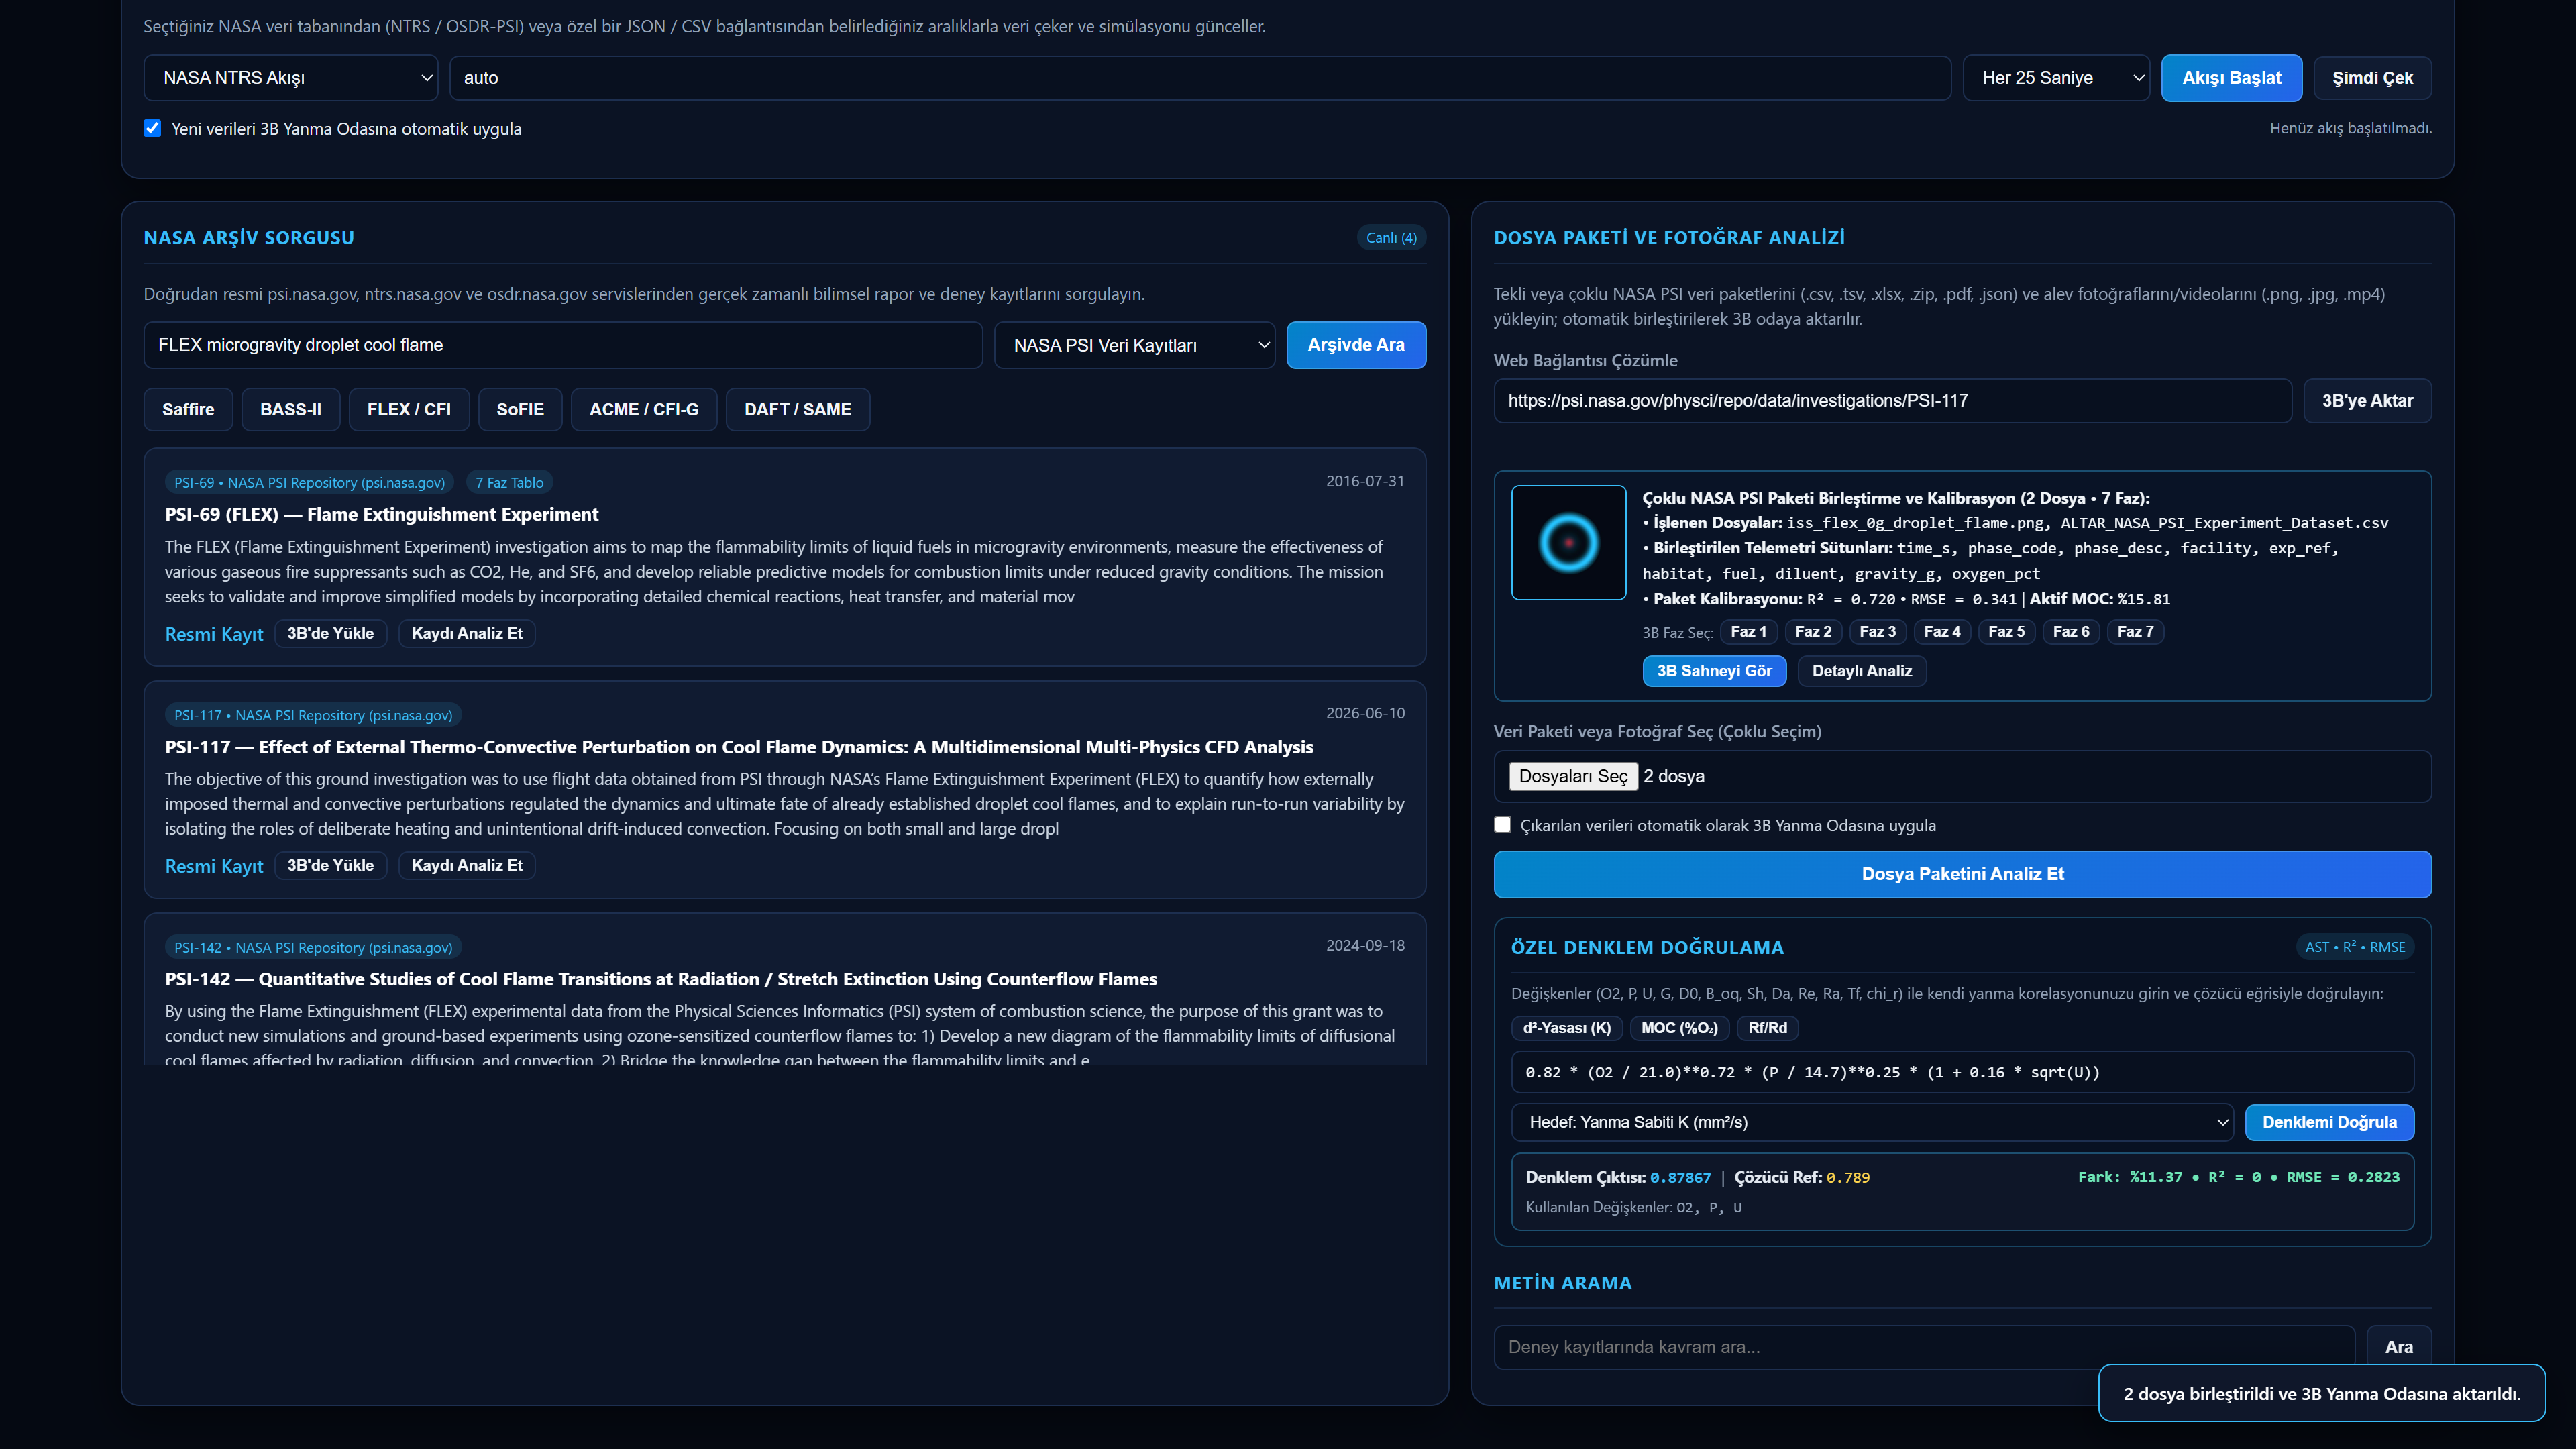 Seçtiğiniz NASA veri tabanından (NTRS / OSDR-PSI) veya özel bir JSON / CSV bağlantısından belirlediğiniz aralıklarla veri çeker ve simülasyonu günceller.
NASA NTRS Akışı
auto
Her 25 Saniye
Akışı Başlat
Şimdi Çek
Yeni verileri 3B Yanma Odasına otomatik uygula
Henüz akış başlatılmadı.
NASA ARŞİV SORGUSU
Canlı (4)
Doğrudan resmi psi.nasa.gov, ntrs.nasa.gov ve osdr.nasa.gov servislerinden gerçek zamanlı bilimsel rapor ve deney kayıtlarını sorgulayın.
FLEX microgravity droplet cool flame
NASA PSI Veri Kayıtları
Arşivde Ara
Saffire
BASS-II
FLEX / CFI
SoFIE
ACME / CFI-G
DAFT / SAME
PSI-69 • NASA PSI Repository (psi.nasa.gov)
7 Faz Tablo
2016-07-31
PSI-69 (FLEX) — Flame Extinguishment Experiment
The FLEX (Flame Extinguishment Experiment) investigation aims to map the flammability limits of liquid fuels in microgravity environments, measure the effectiveness of
various gaseous fire suppressants such as CO2, He, and SF6, and develop reliable predictive models for combustion limits under reduced gravity conditions. The mission
seeks to validate and improve simplified models by incorporating detailed chemical reactions, heat transfer, and material mov
Resmi Kayıt
3B'de Yükle
Kaydı Analiz Et
PSI-117 • NASA PSI Repository (psi.nasa.gov)
2026-06-10
PSI-117 — Effect of External Thermo-Convective Perturbation on Cool Flame Dynamics: A Multidimensional Multi-Physics CFD Analysis
The objective of this ground investigation was to use flight data obtained from PSI through NASA’s Flame Extinguishment Experiment (FLEX) to quantify how externally
imposed thermal and convective perturbations regulated the dynamics and ultimate fate of already established droplet cool flames, and to explain run-to-run variability by
isolating the roles of deliberate heating and unintentional drift-induced convection. Focusing on both small and large dropl
Resmi Kayıt
3B'de Yükle
Kaydı Analiz Et
PSI-142 • NASA PSI Repository (psi.nasa.gov)
2024-09-18
PSI-142 — Quantitative Studies of Cool Flame Transitions at Radiation / Stretch Extinction Using Counterflow Flames
By using the Flame Extinguishment (FLEX) experimental data from the Physical Sciences Informatics (PSI) system of combustion science, the purpose of this grant was to
conduct new simulations and ground-based experiments using ozone-sensitized counterflow flames to: 1) Develop a new diagram of the flammability limits of diffusional
cool flames affected by radiation, diffusion, and convection. 2) Bridge the knowledge gap between the flammability limits and e
DOSYA PAKETİ VE FOTOĞRAF ANALİZİ
Tekli veya çoklu NASA PSI veri paketlerini (.csv, .tsv, .xlsx, .zip, .pdf, .json) ve alev fotoğraflarını/videolarını (.png, .jpg, .mp4)
yükleyin; otomatik birleştirilerek 3B odaya aktarılır.
Web Bağlantısı Çözümle
https://psi.nasa.gov/physci/repo/data/investigations/PSI-117
3B'ye Aktar
Çoklu NASA PSI Paketi Birleştirme ve Kalibrasyon (2 Dosya • 7 Faz):
• İşlenen Dosyalar: iss_flex_0g_droplet_flame.png, ALTAR_NASA_PSI_Experiment_Dataset.csv
• Birleştirilen Telemetri Sütunları: time_s, phase_code, phase_desc, facility, exp_ref,
habitat, fuel, diluent, gravity_g, oxygen_pct
• Paket Kalibrasyonu: R² = 0.720 • RMSE = 0.341 | Aktif MOC: %15.81
3B Faz Seç:
Faz 1
Faz 2
Faz 3
Faz 4
Faz 5
Faz 6
Faz 7
3B Sahneyi Gör
Detaylı Analiz
Veri Paketi veya Fotoğraf Seç (Çoklu Seçim)
Dosyaları Seç 2 dosya
Çıkarılan verileri otomatik olarak 3B Yanma Odasına uygula
Dosya Paketini Analiz Et
ÖZEL DENKLEM DOĞRULAMA
AST • R² • RMSE
Değişkenler (O2, P, U, G, D0, B_oq, Sh, Da, Re, Ra, Tf, chi_r) ile kendi yanma korelasyonunuzu girin ve çözücü eğrisiyle doğrulayın:
d²-Yasası (K)
MOC (%O₂)
Rf/Rd
0.82 * (O2 / 21.0)**0.72 * (P / 14.7)**0.25 * (1 + 0.16 * sqrt(U))
Hedef: Yanma Sabiti K (mm²/s)
Denklemi Doğrula
Denklem Çıktısı: 0.87867 | Çözücü Ref: 0.789
Fark: %11.37 • R² = 0 • RMSE = 0.2823
Kullanılan Değişkenler: O2, P, U
METİN ARAMA
Deney kayıtlarında kavram ara...
Ara
2 dosya birleştirildi ve 3B Yanma Odasına aktarıldı.